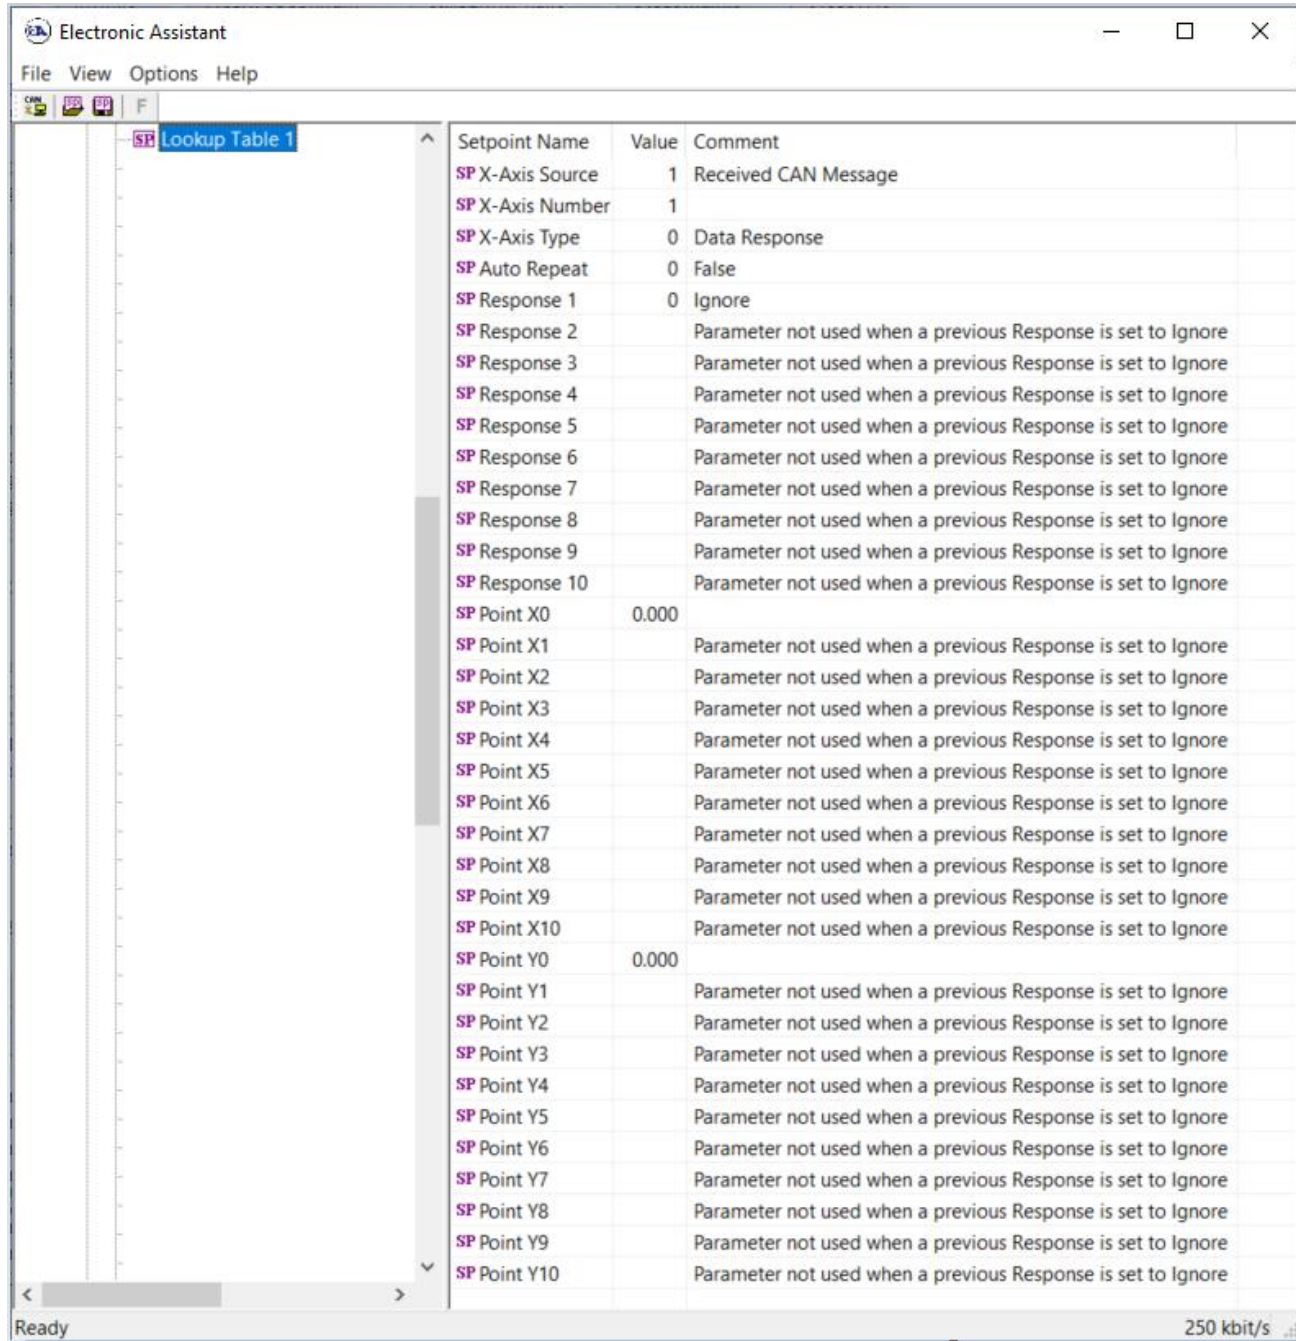 Electronic Assistant
File View Options Help
CAN SP SP F
SP Lookup Table 1
Setpoint Name Value Comment
SP X-Axis Source 1 Received CAN Message
SP X-Axis Number 1
SP X-Axis Type 0 Data Response
SP Auto Repeat 0 False
SP Response 1 0 Ignore
SP Response 2 Parameter not used when a previous Response is set to Ignore
SP Response 3 Parameter not used when a previous Response is set to Ignore
SP Response 4 Parameter not used when a previous Response is set to Ignore
SP Response 5 Parameter not used when a previous Response is set to Ignore
SP Response 6 Parameter not used when a previous Response is set to Ignore
SP Response 7 Parameter not used when a previous Response is set to Ignore
SP Response 8 Parameter not used when a previous Response is set to Ignore
SP Response 9 Parameter not used when a previous Response is set to Ignore
SP Response 10 Parameter not used when a previous Response is set to Ignore
SP Point X0 0.000
SP Point X1 Parameter not used when a previous Response is set to Ignore
SP Point X2 Parameter not used when a previous Response is set to Ignore
SP Point X3 Parameter not used when a previous Response is set to Ignore
SP Point X4 Parameter not used when a previous Response is set to Ignore
SP Point X5 Parameter not used when a previous Response is set to Ignore
SP Point X6 Parameter not used when a previous Response is set to Ignore
SP Point X7 Parameter not used when a previous Response is set to Ignore
SP Point X8 Parameter not used when a previous Response is set to Ignore
SP Point X9 Parameter not used when a previous Response is set to Ignore
SP Point X10 Parameter not used when a previous Response is set to Ignore
SP Point Y0 0.000
SP Point Y1 Parameter not used when a previous Response is set to Ignore
SP Point Y2 Parameter not used when a previous Response is set to Ignore
SP Point Y3 Parameter not used when a previous Response is set to Ignore
SP Point Y4 Parameter not used when a previous Response is set to Ignore
SP Point Y5 Parameter not used when a previous Response is set to Ignore
SP Point Y6 Parameter not used when a previous Response is set to Ignore
SP Point Y7 Parameter not used when a previous Response is set to Ignore
SP Point Y8 Parameter not used when a previous Response is set to Ignore
SP Point Y9 Parameter not used when a previous Response is set to Ignore
SP Point Y10 Parameter not used when a previous Response is set to Ignore
Ready 250 kbit/s